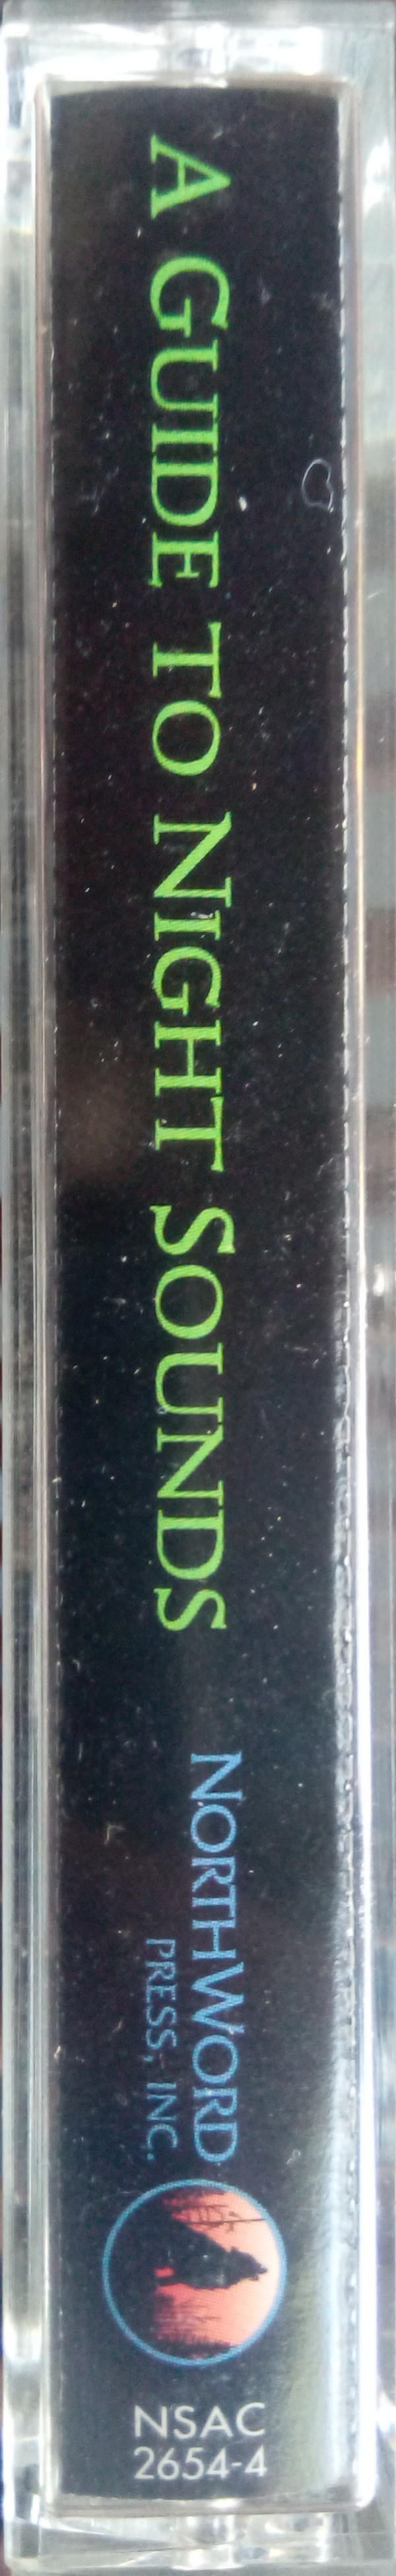 A GUIDE TO NIGHT SOUNDS
NORTHWORD
PRESS, INC.
NSAC
2654-4